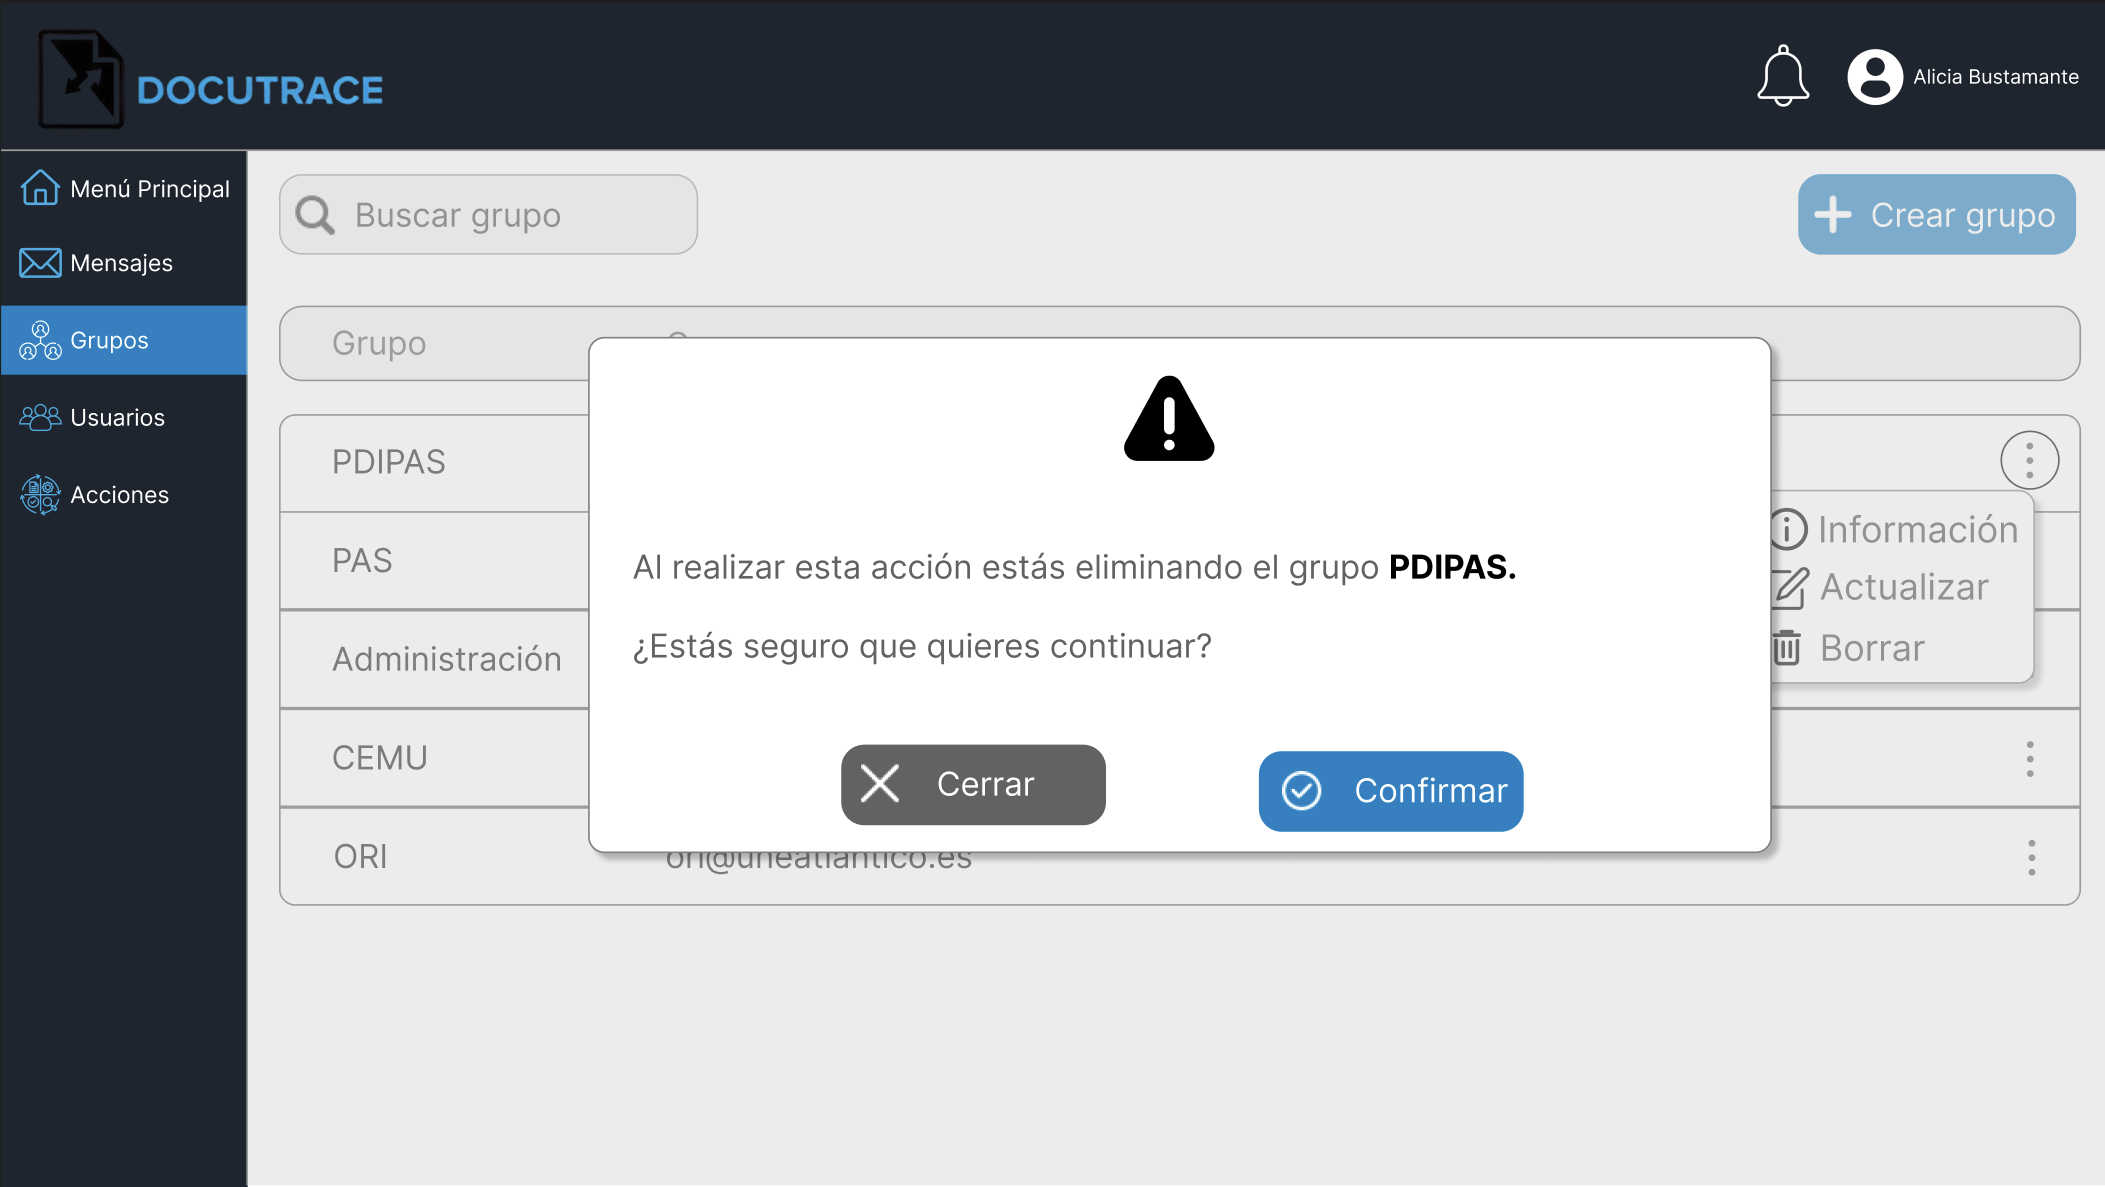 DOCUTRACE
Alicia Bustamante
Menú Principal
Mensajes
Grupos
Usuarios
Acciones
Buscar grupo
Crear grupo
Grupo
PDIPAS
PAS
Administración
CEMU
ORI
ori@uneatlantico.es
Información
Actualizar
Borrar
Al realizar esta acción estás eliminando el grupo PDIPAS.
¿Estás seguro que quieres continuar?
Cerrar
Confirmar